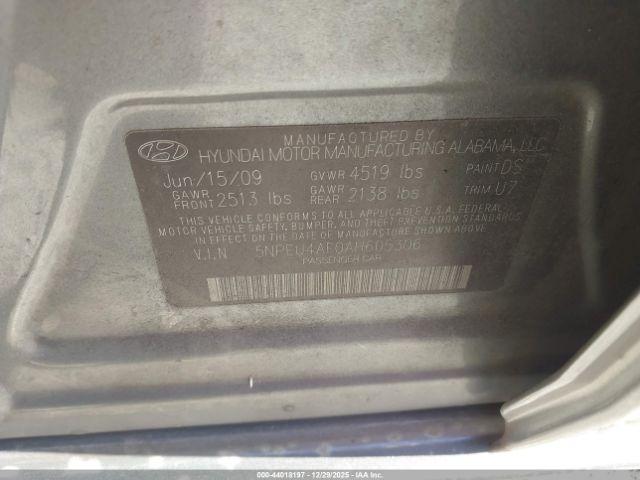 MANUFACTURED BY
HYUNDAI MOTOR MANUFACTURING ALABAMA, LLC
Jun/15/09 GVWR 4519 lbs PAINT DS
GAWR FRONT 2513 lbs GAWR REAR 2138 lbs TRIM U7
THIS VEHICLE CONFORMS TO ALL APPLICABLE U.S.A. FEDERAL
MOTOR VEHICLE SAFETY, BUMPER, AND THEFT PREVENTION STANDARDS
IN EFFECT ON THE DATE OF MANUFACTURE SHOWN ABOVE.
V.I.N
PASSENGER CAR
000-44018197 - 12/29/2025 - IAAI.COM